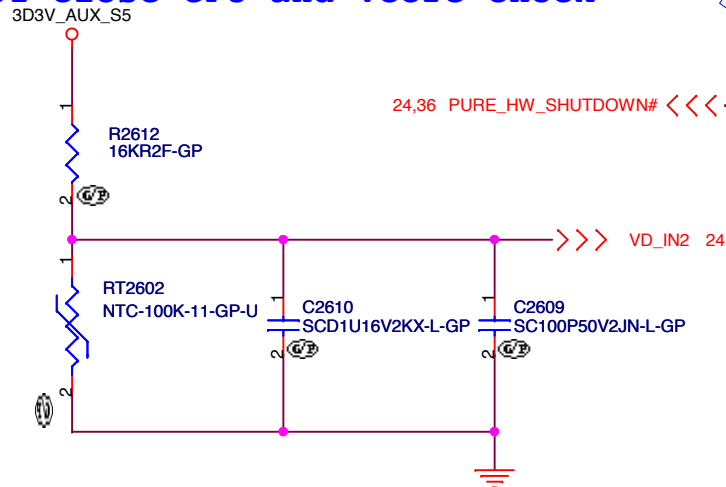 3D3V_AUX_S5
24,36 PURE_HW_SHUTDOWN#
1
R2612
16KR2F-GP
2
G/P
VD_IN2 24
1
RT2602
NTC-100K-11-GP-U
2
1
C2610
SCD1U16V2KX-L-GP
2
G/P
1
C2609
SC100P50V2JN-L-GP
2
G/P